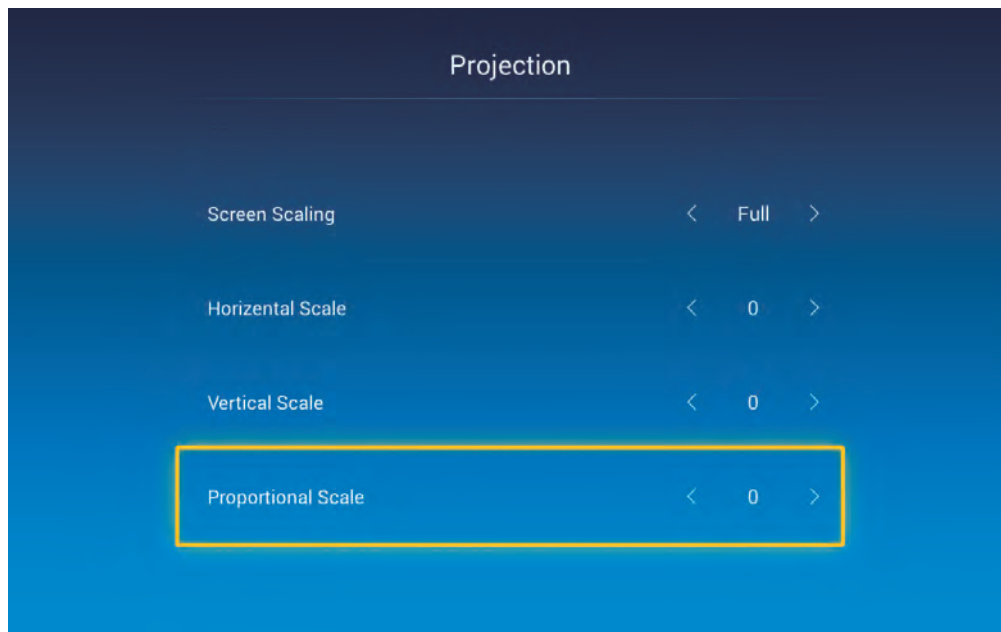 Projection
Screen Scaling < Full >
Horizental Scale < 0 >
Vertical Scale < 0 >
Proportional Scale < 0 >